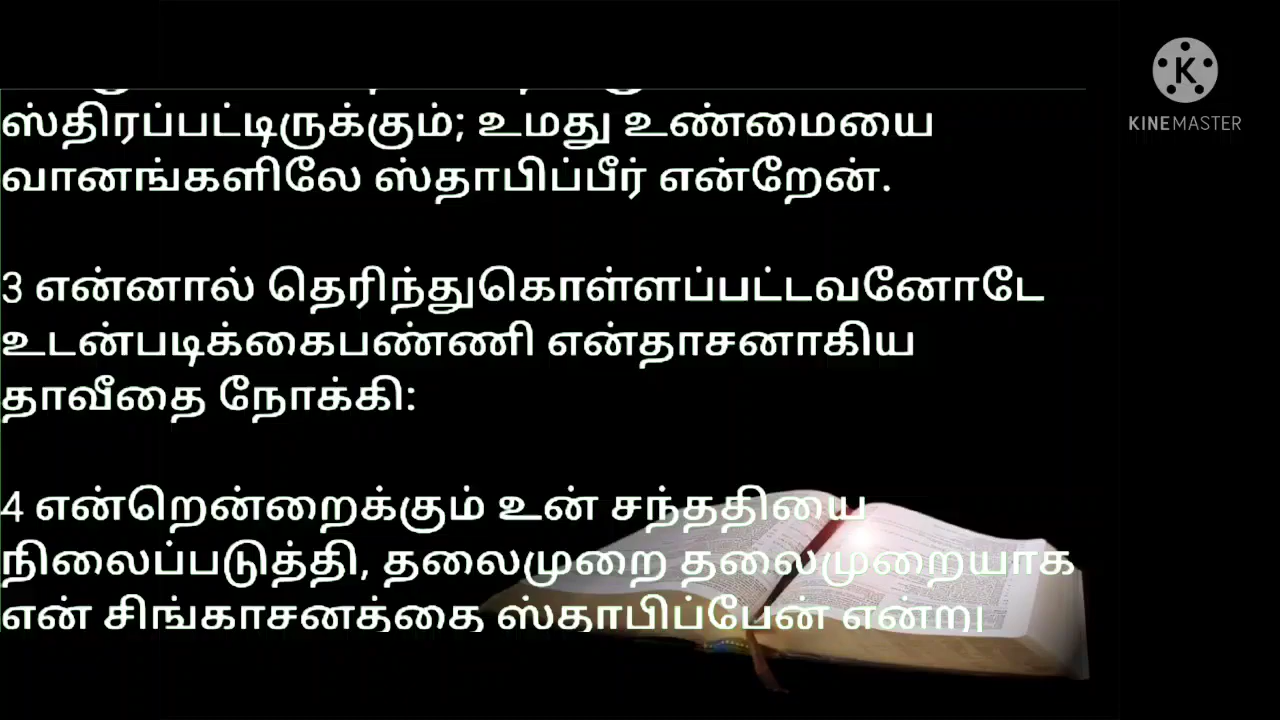 ஸ்திரப்பட்டிருக்கும்; உமது உண்மையை
வானங்களிலே ஸ்தாபிப்பீர் என்றேன்.
3 என்னால் தெரிந்துகொள்ளப்பட்டவனோடே
உடன்படிக்கைபண்ணி என்தாசனாகிய
தாவீதை நோக்கி:
4 என்றென்றைக்கும் உன் சந்ததியை
நிலைப்படுத்தி, தலைமுறை தலைமுறையாக
என் சிங்காசனத்தை ஸ்தாபிப்பேன் என்று
K
KINEMASTER